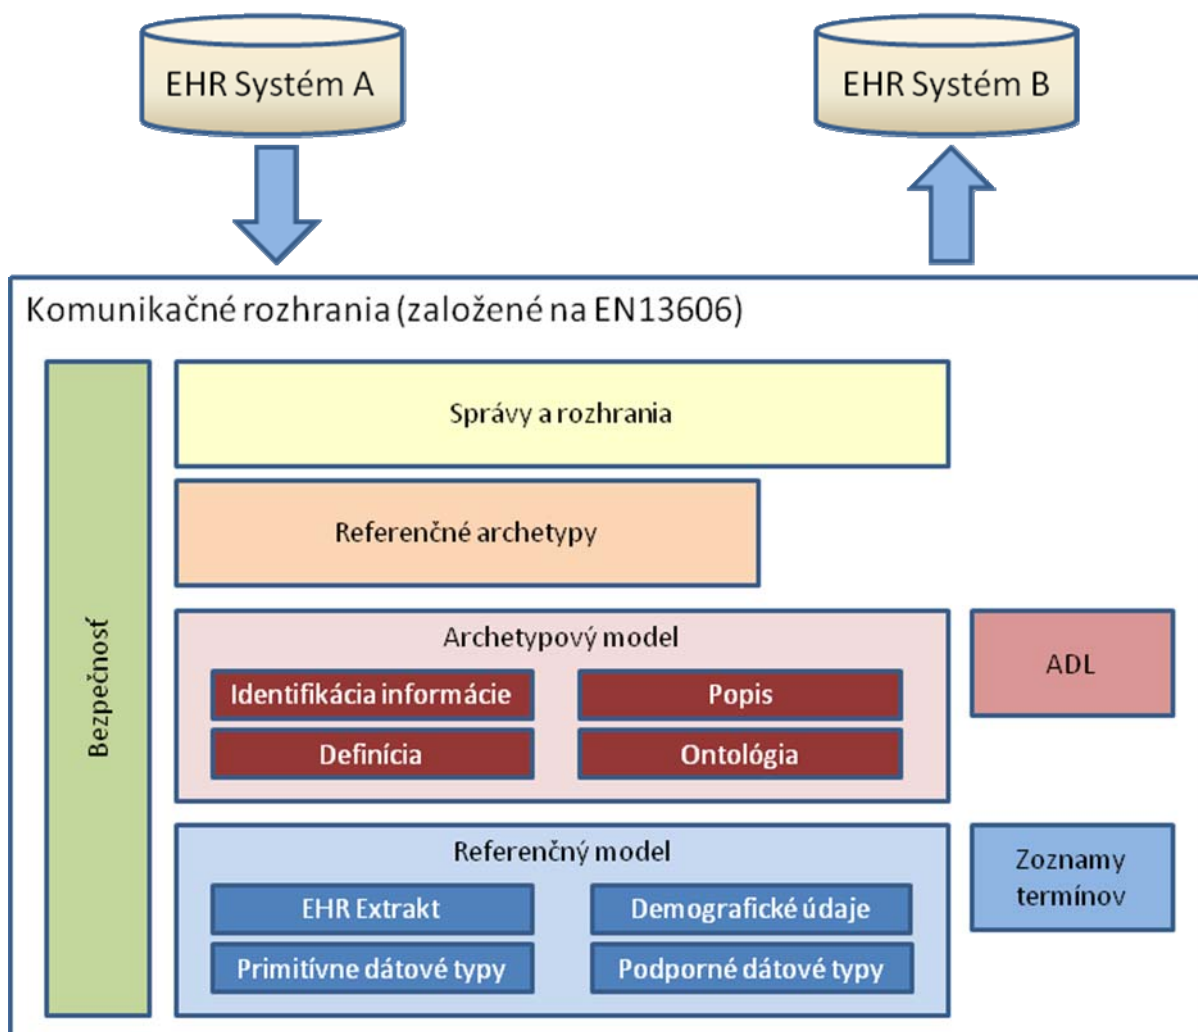 EHR Systém A
EHR Systém B
Komunikačné rozhrania (založené na EN13606)
Bezpečnosť
Správy a rozhrania
Referenčné archetypy
Archetypový model
Identifikácia informácie
Popis
Definícia
Ontológia
ADL
Referenčný model
EHR Extrakt
Demografické údaje
Primitívne dátové typy
Podporné dátové typy
Zoznamy
termínov